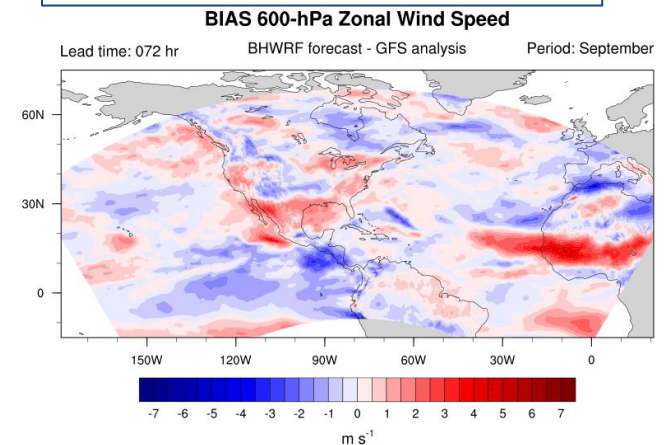 BIAS 600-hPa Zonal Wind Speed
Lead time: 072 hr BHWRF forecast - GFS analysis Period: September
60N
30N
0
150W 120W 90W 60W 30W 0
-7 -6 -5 -4 -3 -2 -1 0 1 2 3 4 5 6 7
m s⁻¹